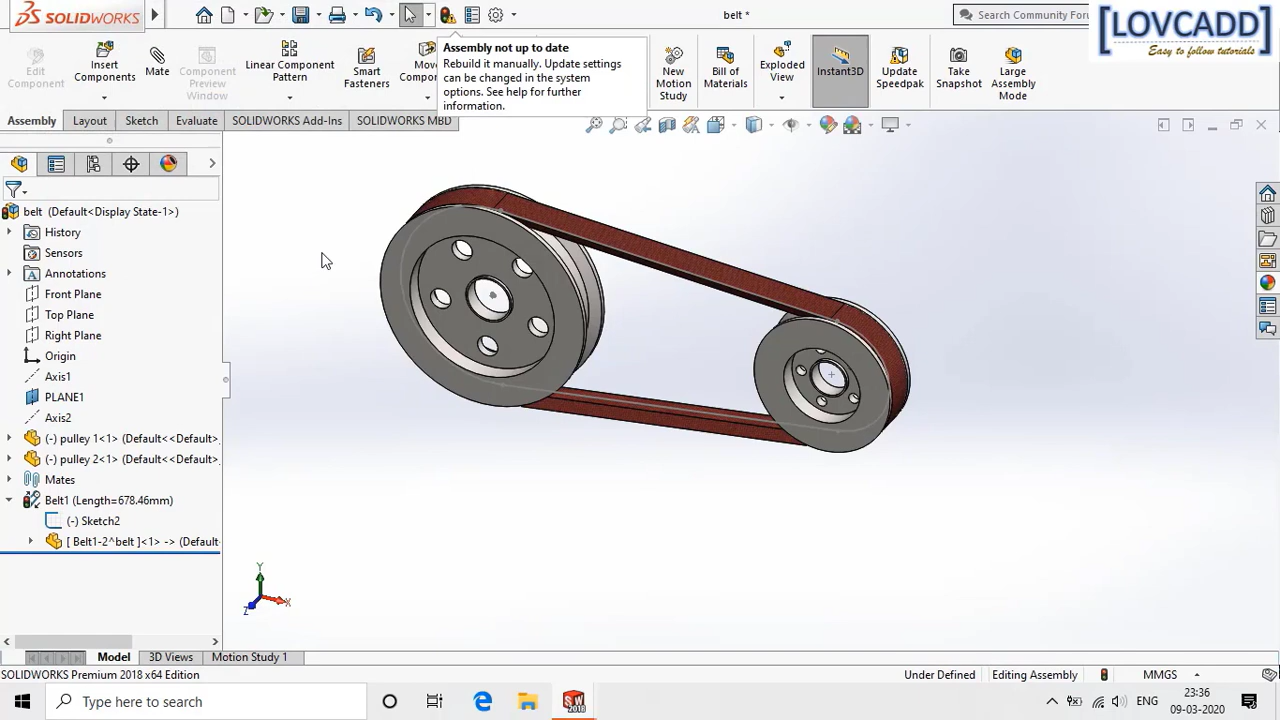 SOLIDWORKS
belt *
Search Community Foru
[LOVCADD]
Easy to follow tutorials
Edit
Component
Insert
Components
Mate
Component
Preview
Window
Linear Component
Pattern
Smart
Fasteners
Move
Compo
Assembly not up to date
Rebuild it manually. Update settings
can be changed in the system
options. See help for further
information.
New
Motion
Study
Bill of
Materials
Exploded
View
Instant3D
Update
Speedpak
Take
Snapshot
Large
Assembly
Mode
Assembly
Layout
Sketch
Evaluate
SOLIDWORKS Add-Ins
SOLIDWORKS MBD
belt (Default<Display State-1>)
History
Sensors
Annotations
Front Plane
Top Plane
Right Plane
Origin
Axis1
PLANE1
Axis2
(-) pulley 1<1> (Default<<Default>_
(-) pulley 2<1> (Default<<Default>_
Mates
Belt1 (Length=678.46mm)
(-) Sketch2
[ Belt1-2^belt ]<1> -> (Default
Y
X
Z
Model
3D Views
Motion Study 1
SOLIDWORKS Premium 2018 x64 Edition
Under Defined
Editing Assembly
MMGS
Type here to search
SW
2018
ENG
23:36
09-03-2020